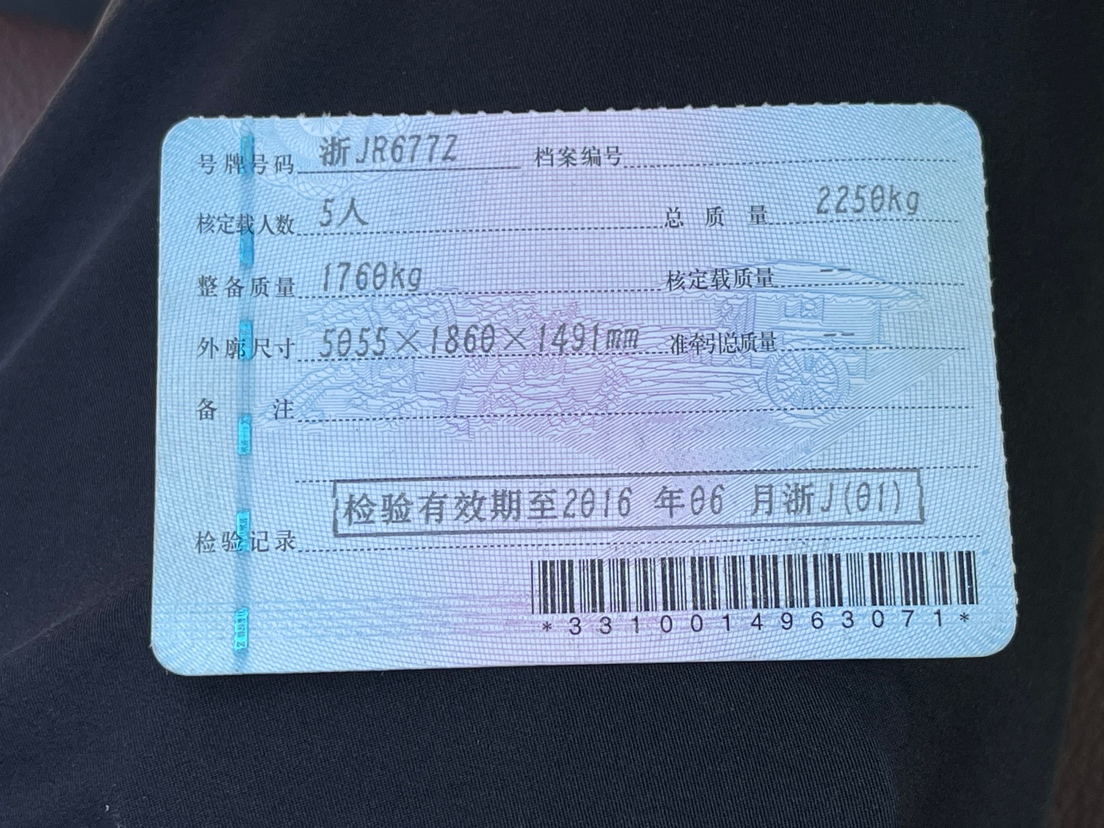 号牌号码 浙JR677Z 档案编号
核定载人数 5人 总质量 2250kg
整备质量 1760kg 核定载质量 --
外廓尺寸 5055×1860×1491mm 准牵引总质量 --
备注
检验有效期至2016 年06 月浙J(01)
检验记录
*3310014963071*